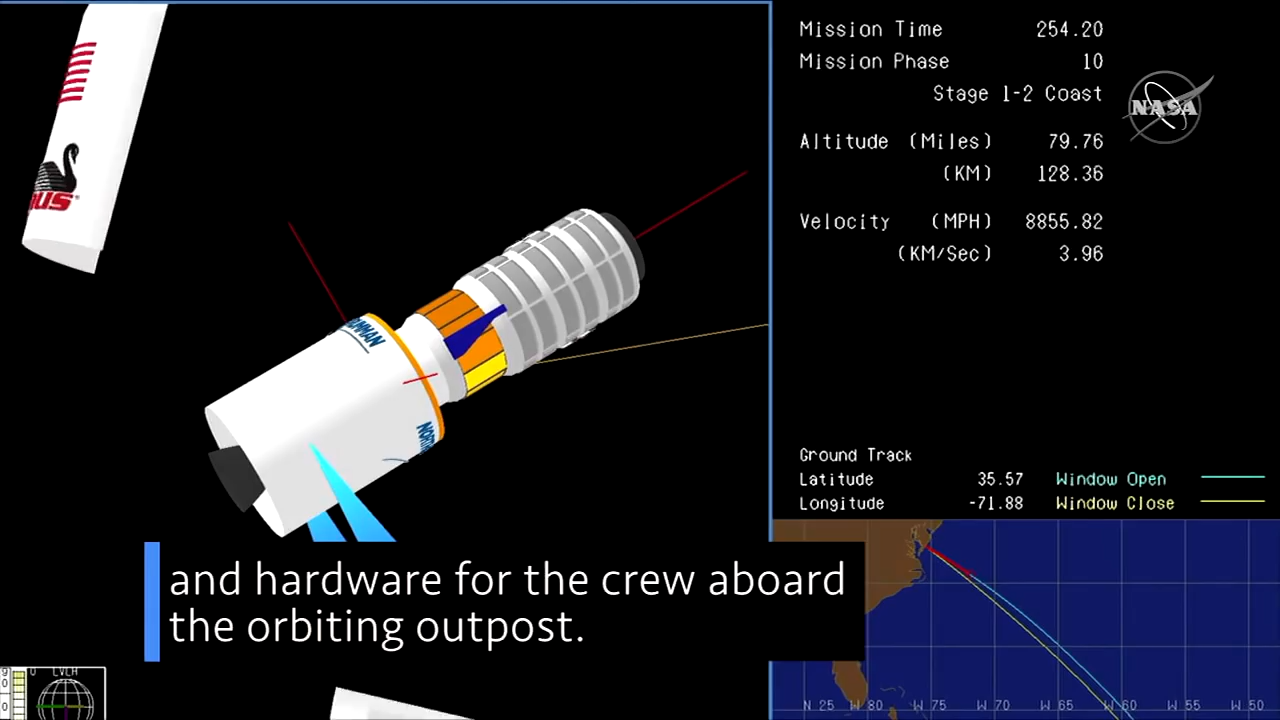 Mission Time 254.20
Mission Phase 10
Stage 1-2 Coast
NASA
Altitude (Miles) 79.76
(KM) 128.36
Velocity (MPH) 8855.82
(KM/Sec) 3.96
Ground Track
Latitude 35.57 Window Open
Longitude -71.88 Window Close
and hardware for the crew aboard
the orbiting outpost.
LVLH
N 25 W 80 W 75 W 70 W 65 W 60 W 55 W 50